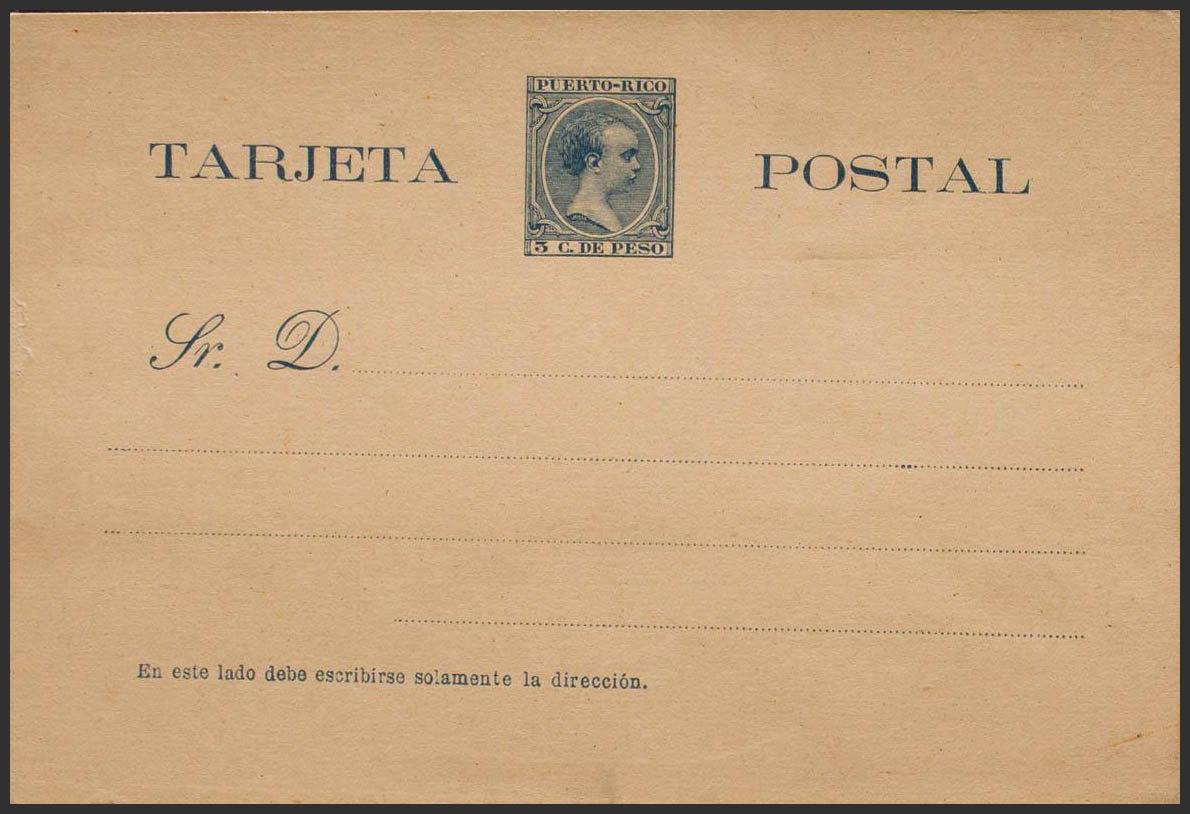 PUERTO-RICO
TARJETA POSTAL
3 C. DE PESO
Sr. D.
En este lado debe escribirse solamente la dirección.